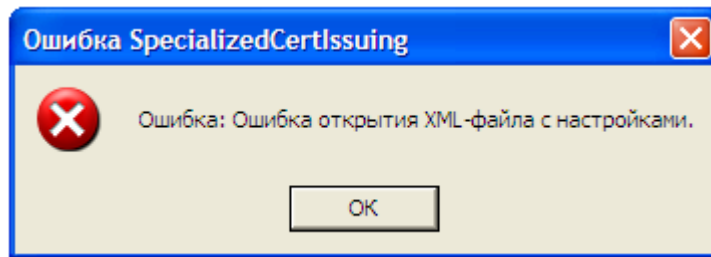 Ошибка SpecializedCertIssuing
Ошибка: Ошибка открытия XML-файла с настройками.
OK